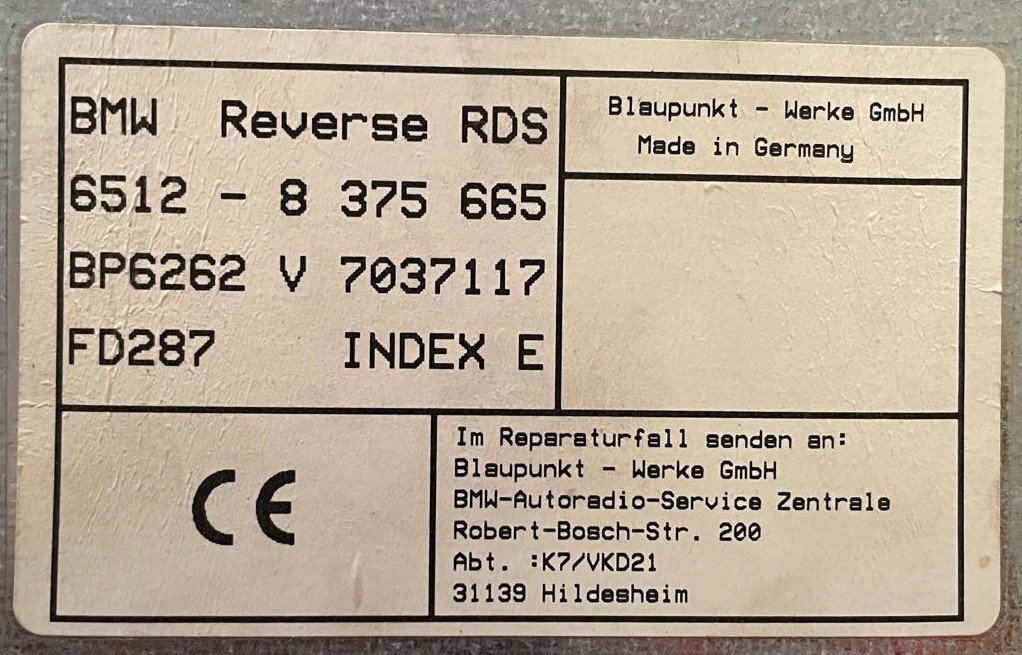 BMW Reverse RDS
6512 - 8 375 665
BP6262 V 7037117
FD287 INDEX E
Blaupunkt - Werke GmbH
Made in Germany
CE
Im Reparaturfall senden an:
Blaupunkt - Werke GmbH
BMW-Autoradio-Service Zentrale
Robert-Bosch-Str. 200
Abt. :K7/VKD21
31139 Hildesheim